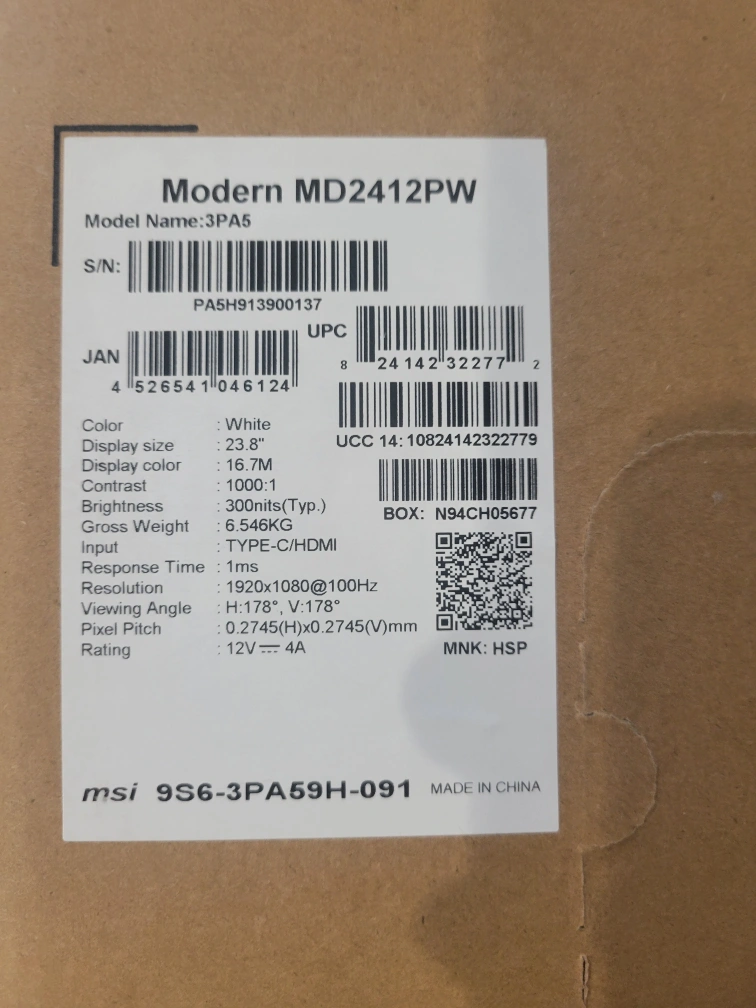 Modern MD2412PW
Model Name:3PA5
S/N:
PA5H913900137
UPC
8 24142 32277 2
JAN
4 526541 046124
UCC 14: 10824142322779
BOX: N94CH05677
Color : White
Display size : 23.8"
Display color : 16.7M
Contrast : 1000:1
Brightness : 300nits(Typ.)
Gross Weight : 6.546KG
Input : TYPE-C/HDMI
Response Time : 1ms
Resolution : 1920x1080@100Hz
Viewing Angle : H:178°, V:178°
Pixel Pitch : 0.2745(H)x0.2745(V)mm
Rating : 12V⎓ 4A
MNK: HSP
msi 9S6-3PA59H-091 MADE IN CHINA